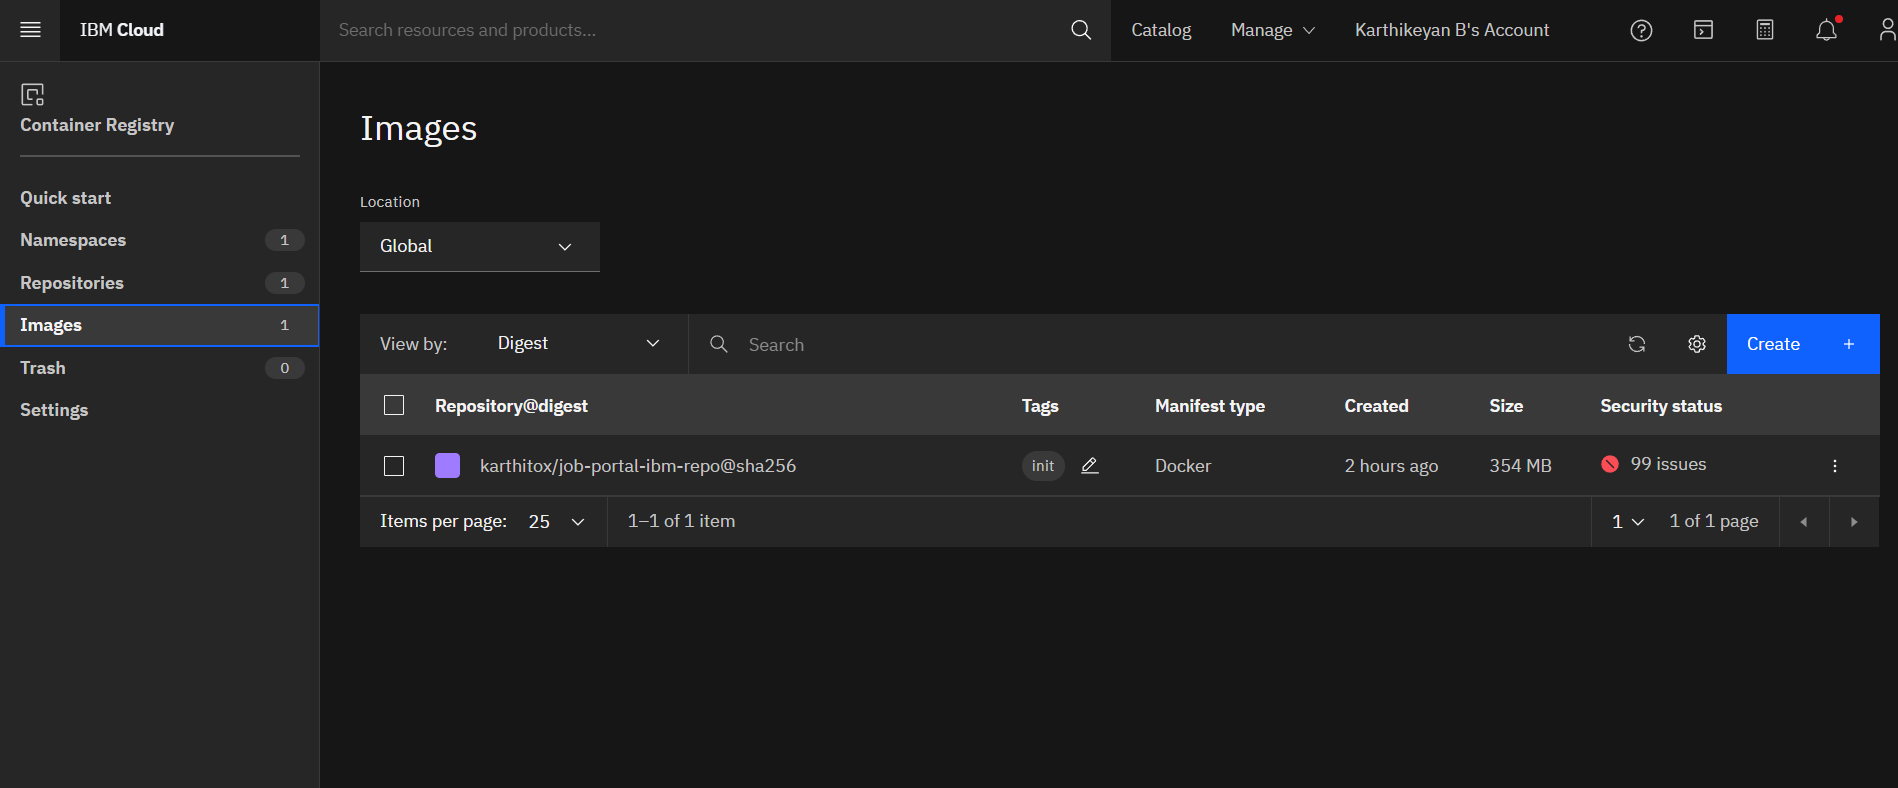 IBM Cloud
Search resources and products...
Catalog
Manage
Karthikeyan B's Account
Container Registry
Quick start
Namespaces 1
Repositories 1
Images 1
Trash 0
Settings
Images
Location
Global
View by: Digest
Search
Create +
Repository@digest Tags Manifest type Created Size Security status
karthitox/job-portal-ibm-repo@sha256 init Docker 2 hours ago 354 MB 99 issues
Items per page: 25 1–1 of 1 item 1 1 of 1 page